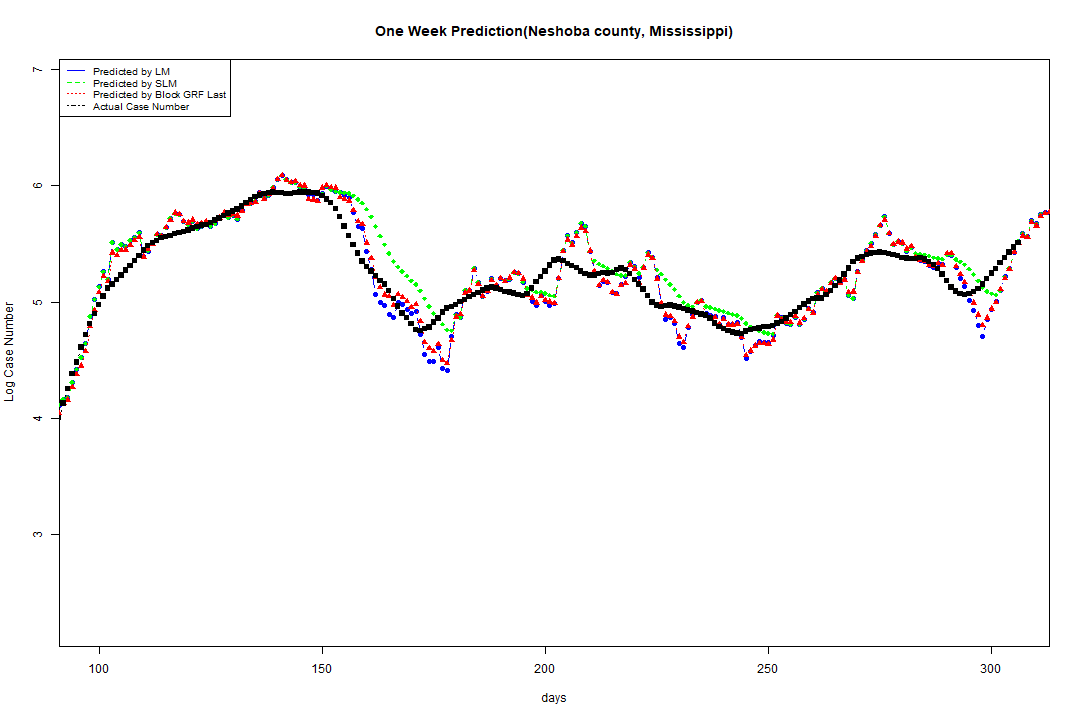 One Week Prediction(Neshoba county, Mississippi)
Predicted by LM
Predicted by SLM
Predicted by Block GRF Last
Actual Case Number
7
6
5
4
3
Log Case Number
100 150 200 250 300
days